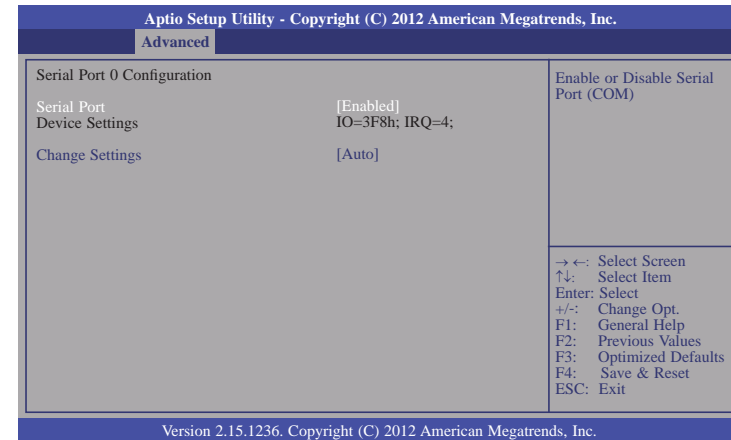 Aptio Setup Utility - Copyright (C) 2012 American Megatrends, Inc.
Advanced
Serial Port 0 Configuration
Serial Port [Enabled]
Device Settings IO=3F8h; IRQ=4;
Change Settings [Auto]
Enable or Disable Serial
Port (COM)
→←: Select Screen
↑↓: Select Item
Enter: Select
+/-: Change Opt.
F1: General Help
F2: Previous Values
F3: Optimized Defaults
F4: Save & Reset
ESC: Exit
Version 2.15.1236. Copyright (C) 2012 American Megatrends, Inc.